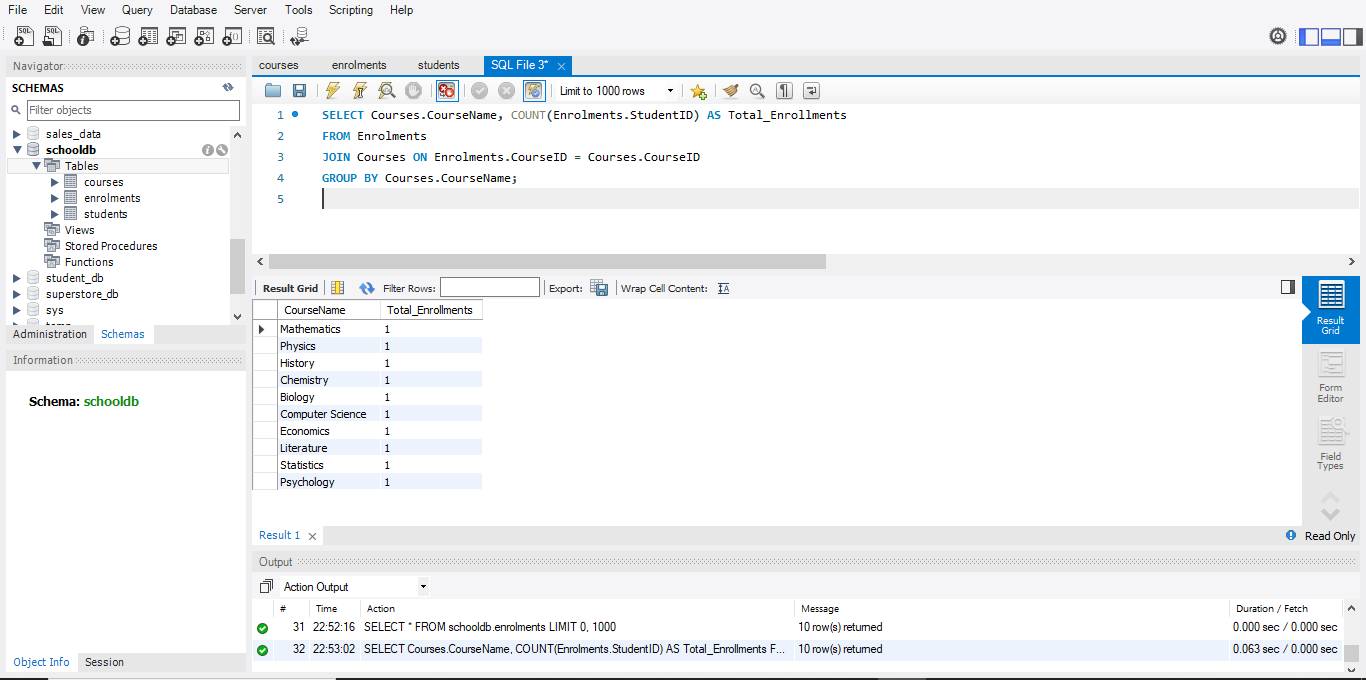 File Edit View Query Database Server Tools Scripting Help
Navigator
SCHEMAS
Filter objects
sales_data
schooldb
Tables
courses
enrolments
students
Views
Stored Procedures
Functions
student_db
superstore_db
sys
Administration Schemas
Information
Schema: schooldb
Object Info Session
courses enrolments students SQL File 3*
Limit to 1000 rows
1 SELECT Courses.CourseName, COUNT(Enrolments.StudentID) AS Total_Enrollments
2 FROM Enrolments
3 JOIN Courses ON Enrolments.CourseID = Courses.CourseID
4 GROUP BY Courses.CourseName;
5
Result Grid Filter Rows: Export: Wrap Cell Content:
CourseName Total_Enrollments
Mathematics 1
Physics 1
History 1
Chemistry 1
Biology 1
Computer Science 1
Economics 1
Literature 1
Statistics 1
Psychology 1
Result
Grid
Form
Editor
Field
Types
Result 1
Read Only
Output
Action Output
# Time Action Message Duration / Fetch
31 22:52:16 SELECT * FROM schooldb.enrolments LIMIT 0, 1000 10 row(s) returned 0.000 sec / 0.000 sec
32 22:53:02 SELECT Courses.CourseName, COUNT(Enrolments.StudentID) AS Total_Enrollments F... 10 row(s) returned 0.063 sec / 0.000 sec